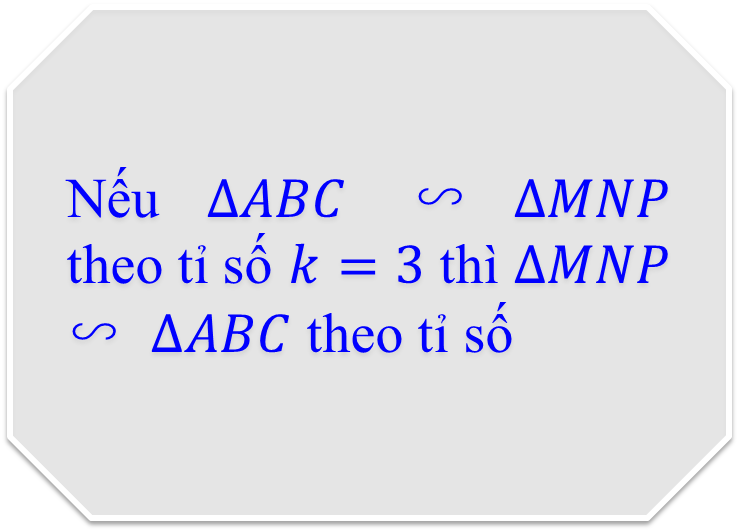 Nếu ΔABC ∽ ΔMNP
theo tỉ số k = 3 thì ΔMNP
∽ ΔABC theo tỉ số